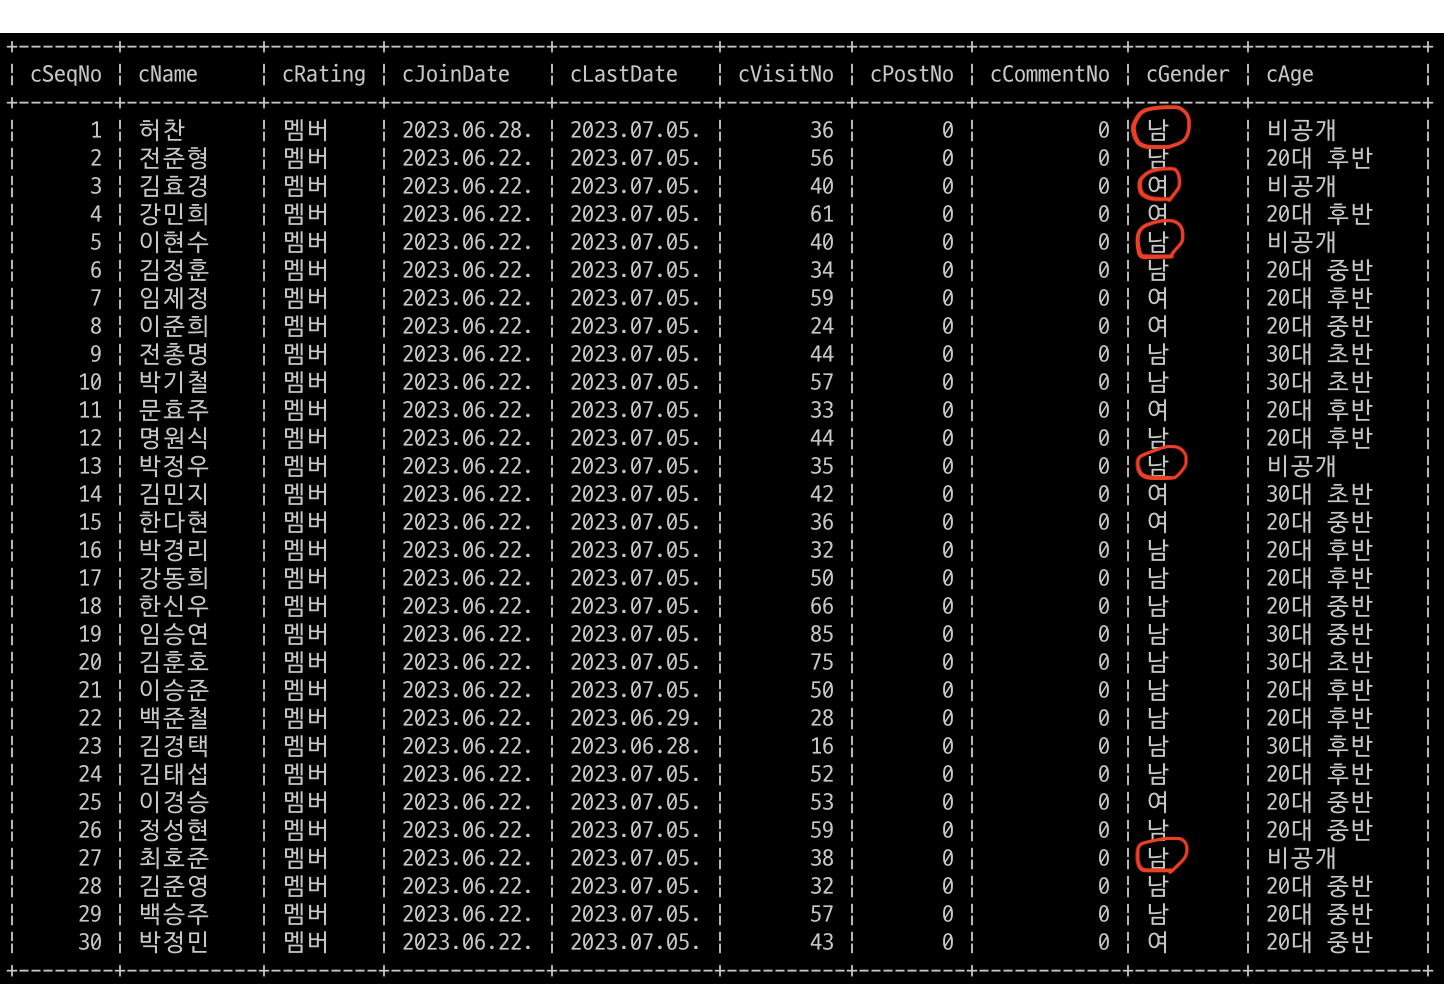 cSeqNo | cName | cRating | cJoinDate | cLastDate | cVisitNo | cPostNo | cCommentNo | cGender | cAge
1 | 허찬 | 멤버 | 2023.06.28. | 2023.07.05. | 36 | 0 | 0 | 남 | 비공개
2 | 전준형 | 멤버 | 2023.06.22. | 2023.07.05. | 56 | 0 | 0 | 남 | 20대 후반
3 | 김효경 | 멤버 | 2023.06.22. | 2023.07.05. | 40 | 0 | 0 | 여 | 비공개
4 | 강민희 | 멤버 | 2023.06.22. | 2023.07.05. | 61 | 0 | 0 | 여 | 20대 후반
5 | 이현수 | 멤버 | 2023.06.22. | 2023.07.05. | 40 | 0 | 0 | 남 | 비공개
6 | 김정훈 | 멤버 | 2023.06.22. | 2023.07.05. | 34 | 0 | 0 | 남 | 20대 중반
7 | 임제정 | 멤버 | 2023.06.22. | 2023.07.05. | 59 | 0 | 0 | 여 | 20대 후반
8 | 이준희 | 멤버 | 2023.06.22. | 2023.07.05. | 24 | 0 | 0 | 여 | 20대 중반
9 | 전총명 | 멤버 | 2023.06.22. | 2023.07.05. | 44 | 0 | 0 | 남 | 30대 초반
10 | 박기철 | 멤버 | 2023.06.22. | 2023.07.05. | 57 | 0 | 0 | 남 | 30대 초반
11 | 문효주 | 멤버 | 2023.06.22. | 2023.07.05. | 33 | 0 | 0 | 여 | 20대 후반
12 | 명원식 | 멤버 | 2023.06.22. | 2023.07.05. | 44 | 0 | 0 | 남 | 20대 후반
13 | 박정우 | 멤버 | 2023.06.22. | 2023.07.05. | 35 | 0 | 0 | 남 | 비공개
14 | 김민지 | 멤버 | 2023.06.22. | 2023.07.05. | 42 | 0 | 0 | 여 | 30대 초반
15 | 한다현 | 멤버 | 2023.06.22. | 2023.07.05. | 36 | 0 | 0 | 여 | 20대 중반
16 | 박경리 | 멤버 | 2023.06.22. | 2023.07.05. | 32 | 0 | 0 | 남 | 20대 후반
17 | 강동희 | 멤버 | 2023.06.22. | 2023.07.05. | 50 | 0 | 0 | 남 | 20대 후반
18 | 한신우 | 멤버 | 2023.06.22. | 2023.07.05. | 66 | 0 | 0 | 남 | 20대 중반
19 | 임승연 | 멤버 | 2023.06.22. | 2023.07.05. | 85 | 0 | 0 | 남 | 30대 중반
20 | 김훈호 | 멤버 | 2023.06.22. | 2023.07.05. | 75 | 0 | 0 | 남 | 30대 초반
21 | 이승준 | 멤버 | 2023.06.22. | 2023.07.05. | 50 | 0 | 0 | 남 | 20대 후반
22 | 백준철 | 멤버 | 2023.06.22. | 2023.06.29. | 28 | 0 | 0 | 남 | 20대 후반
23 | 김경택 | 멤버 | 2023.06.22. | 2023.06.28. | 16 | 0 | 0 | 남 | 30대 후반
24 | 김태섭 | 멤버 | 2023.06.22. | 2023.07.05. | 52 | 0 | 0 | 남 | 20대 후반
25 | 이경승 | 멤버 | 2023.06.22. | 2023.07.05. | 53 | 0 | 0 | 여 | 20대 중반
26 | 정성현 | 멤버 | 2023.06.22. | 2023.07.05. | 59 | 0 | 0 | 남 | 20대 중반
27 | 최호준 | 멤버 | 2023.06.22. | 2023.07.05. | 38 | 0 | 0 | 남 | 비공개
28 | 김준영 | 멤버 | 2023.06.22. | 2023.07.05. | 32 | 0 | 0 | 남 | 20대 중반
29 | 백승주 | 멤버 | 2023.06.22. | 2023.07.05. | 57 | 0 | 0 | 남 | 20대 중반
30 | 박정민 | 멤버 | 2023.06.22. | 2023.07.05. | 43 | 0 | 0 | 여 | 20대 중반